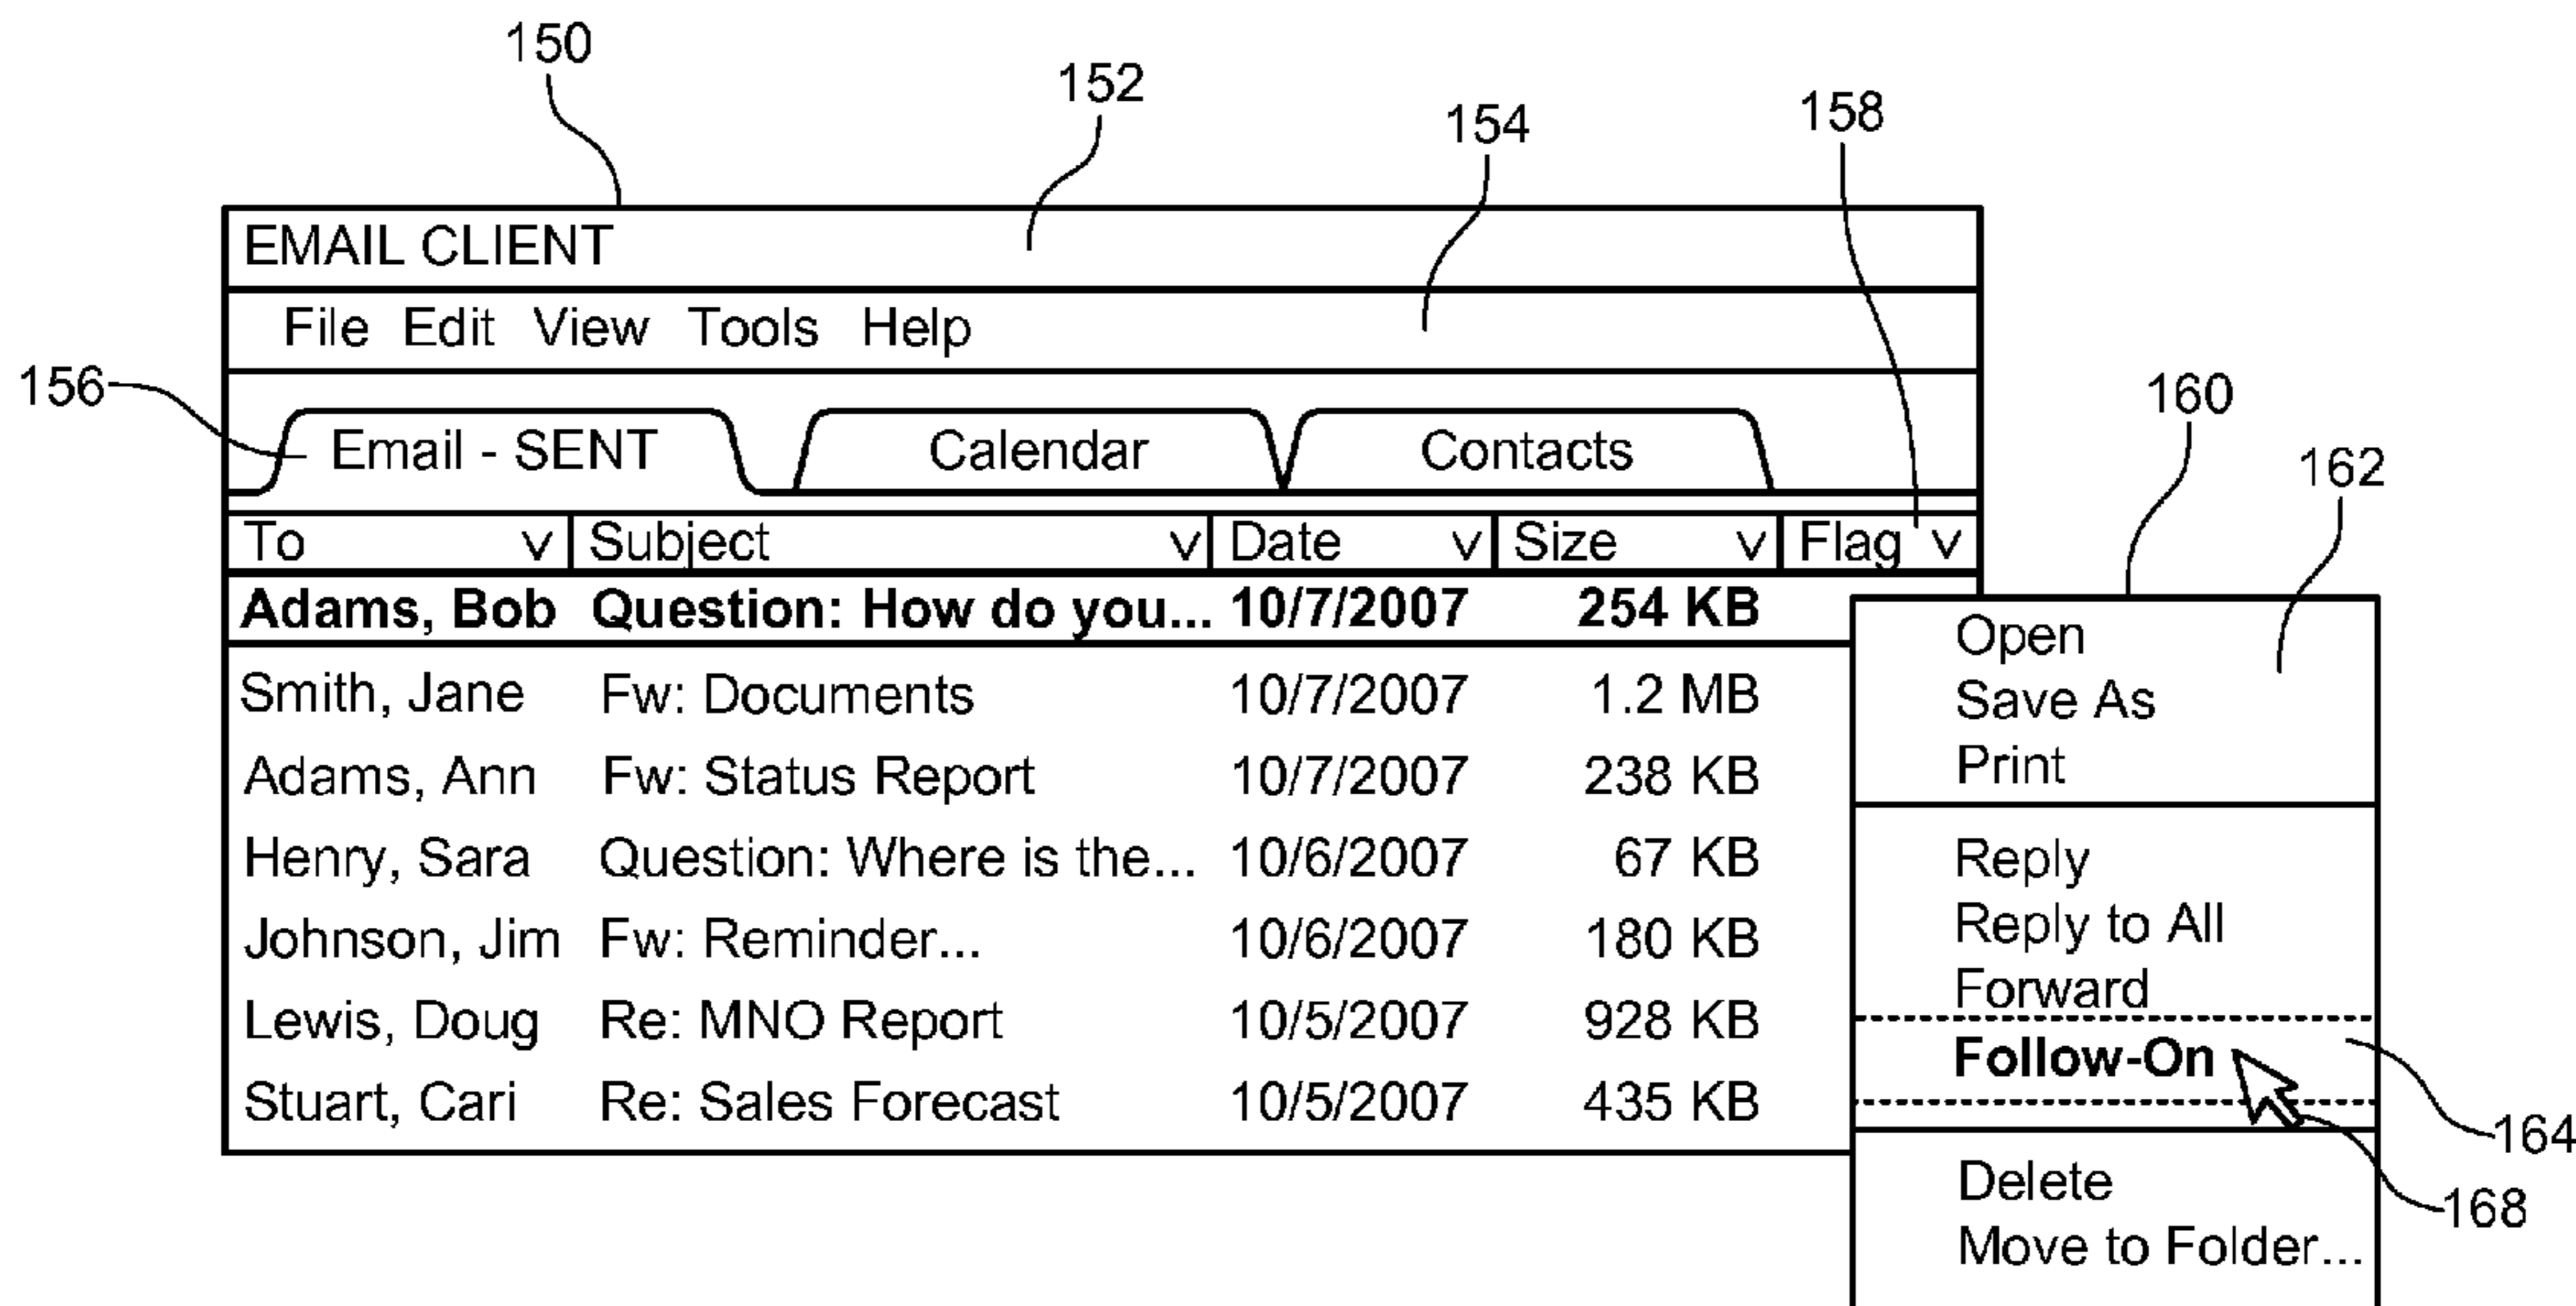 150
152
154
158
EMAIL CLIENT
File Edit View Tools Help
156
160
162
Email - SENT Calendar Contacts
To v Subject v Date v Size v Flag v
Adams, Bob Question: How do you... 10/7/2007 254 KB
Smith, Jane Fw: Documents 10/7/2007 1.2 MB
Adams, Ann Fw: Status Report 10/7/2007 238 KB
Henry, Sara Question: Where is the... 10/6/2007 67 KB
Johnson, Jim Fw: Reminder... 10/6/2007 180 KB
Lewis, Doug Re: MNO Report 10/5/2007 928 KB
Stuart, Cari Re: Sales Forecast 10/5/2007 435 KB
Open
Save As
Print
Reply
Reply to All
Forward
Follow-On
Delete
Move to Folder...
164
168